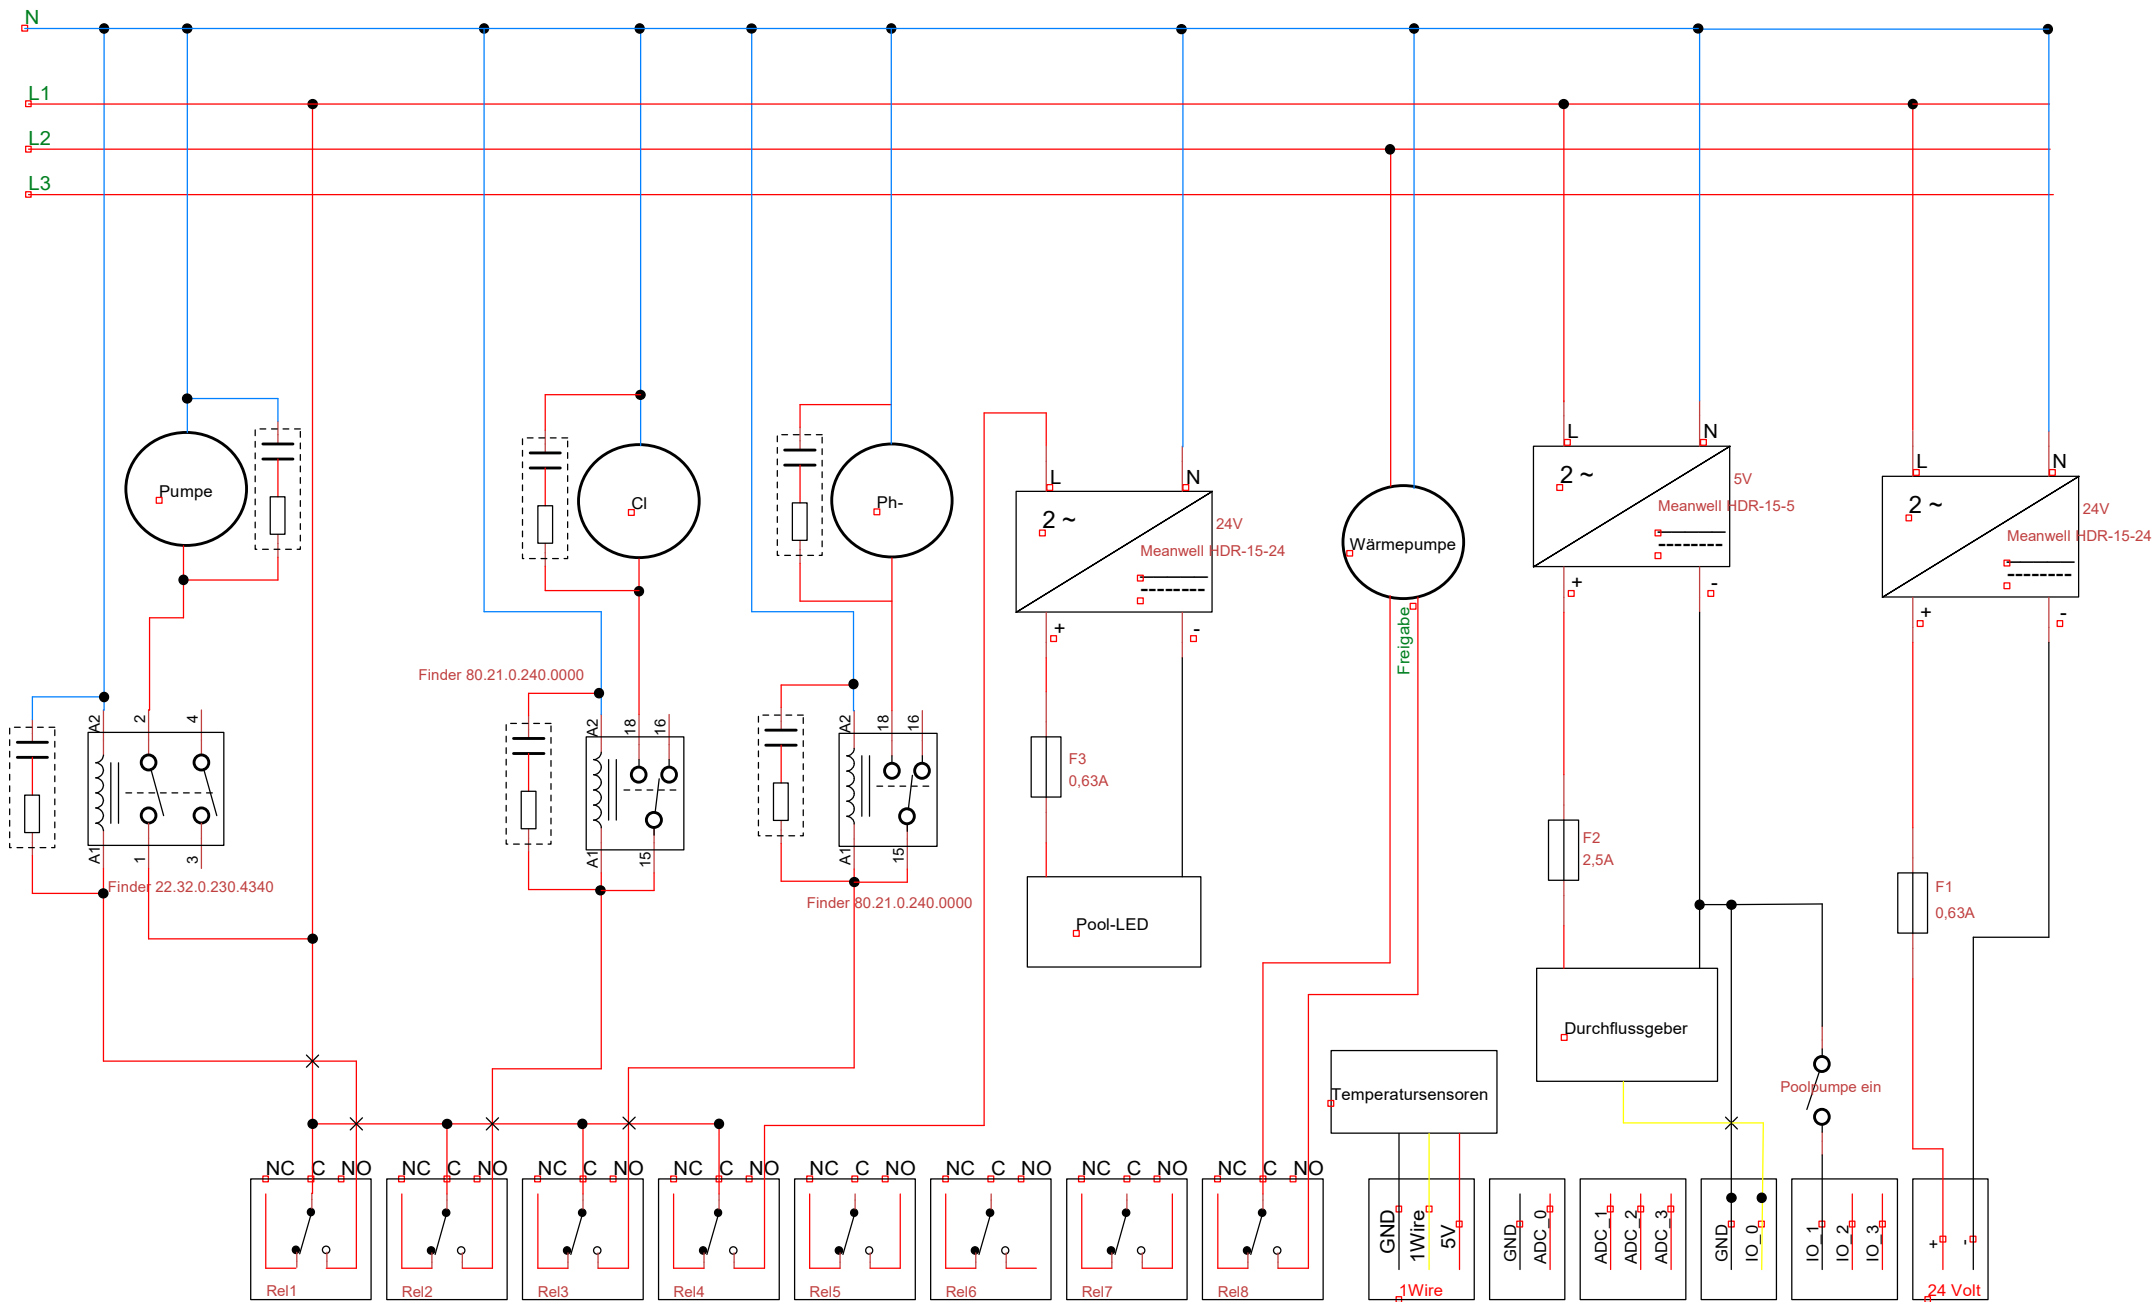 N
L1
L2
L3
Pumpe
Cl
Ph-
L
N
2 ~
24V
Meanwell HDR-15-24
+
-
Wärmepumpe
Freigabe
L
N
2 ~
5V
Meanwell HDR-15-5
+
-
L
N
2 ~
24V
Meanwell HDR-15-24
+
-
A2
2
4
A1
1
3
Finder 22.32.0.230.4340
Finder 80.21.0.240.0000
A2
18
16
A1
15
A2
18
16
A1
15
Finder 80.21.0.240.0000
F3
0,63A
Pool-LED
F2
2,5A
F1
0,63A
Durchflussgeber
Temperatursensoren
Poolpumpe ein
NC C NO
NC C NO
NC C NO
NC C NO
NC C NO
NC C NO
NC C NO
NC C NO
Rel1
Rel2
Rel3
Rel4
Rel5
Rel6
Rel7
Rel8
GND
1Wire
5V
1Wire
GND
ADC_0
ADC_1
ADC_2
ADC_3
GND
IO_0
IO_1
IO_2
IO_3
+
-
24 Volt